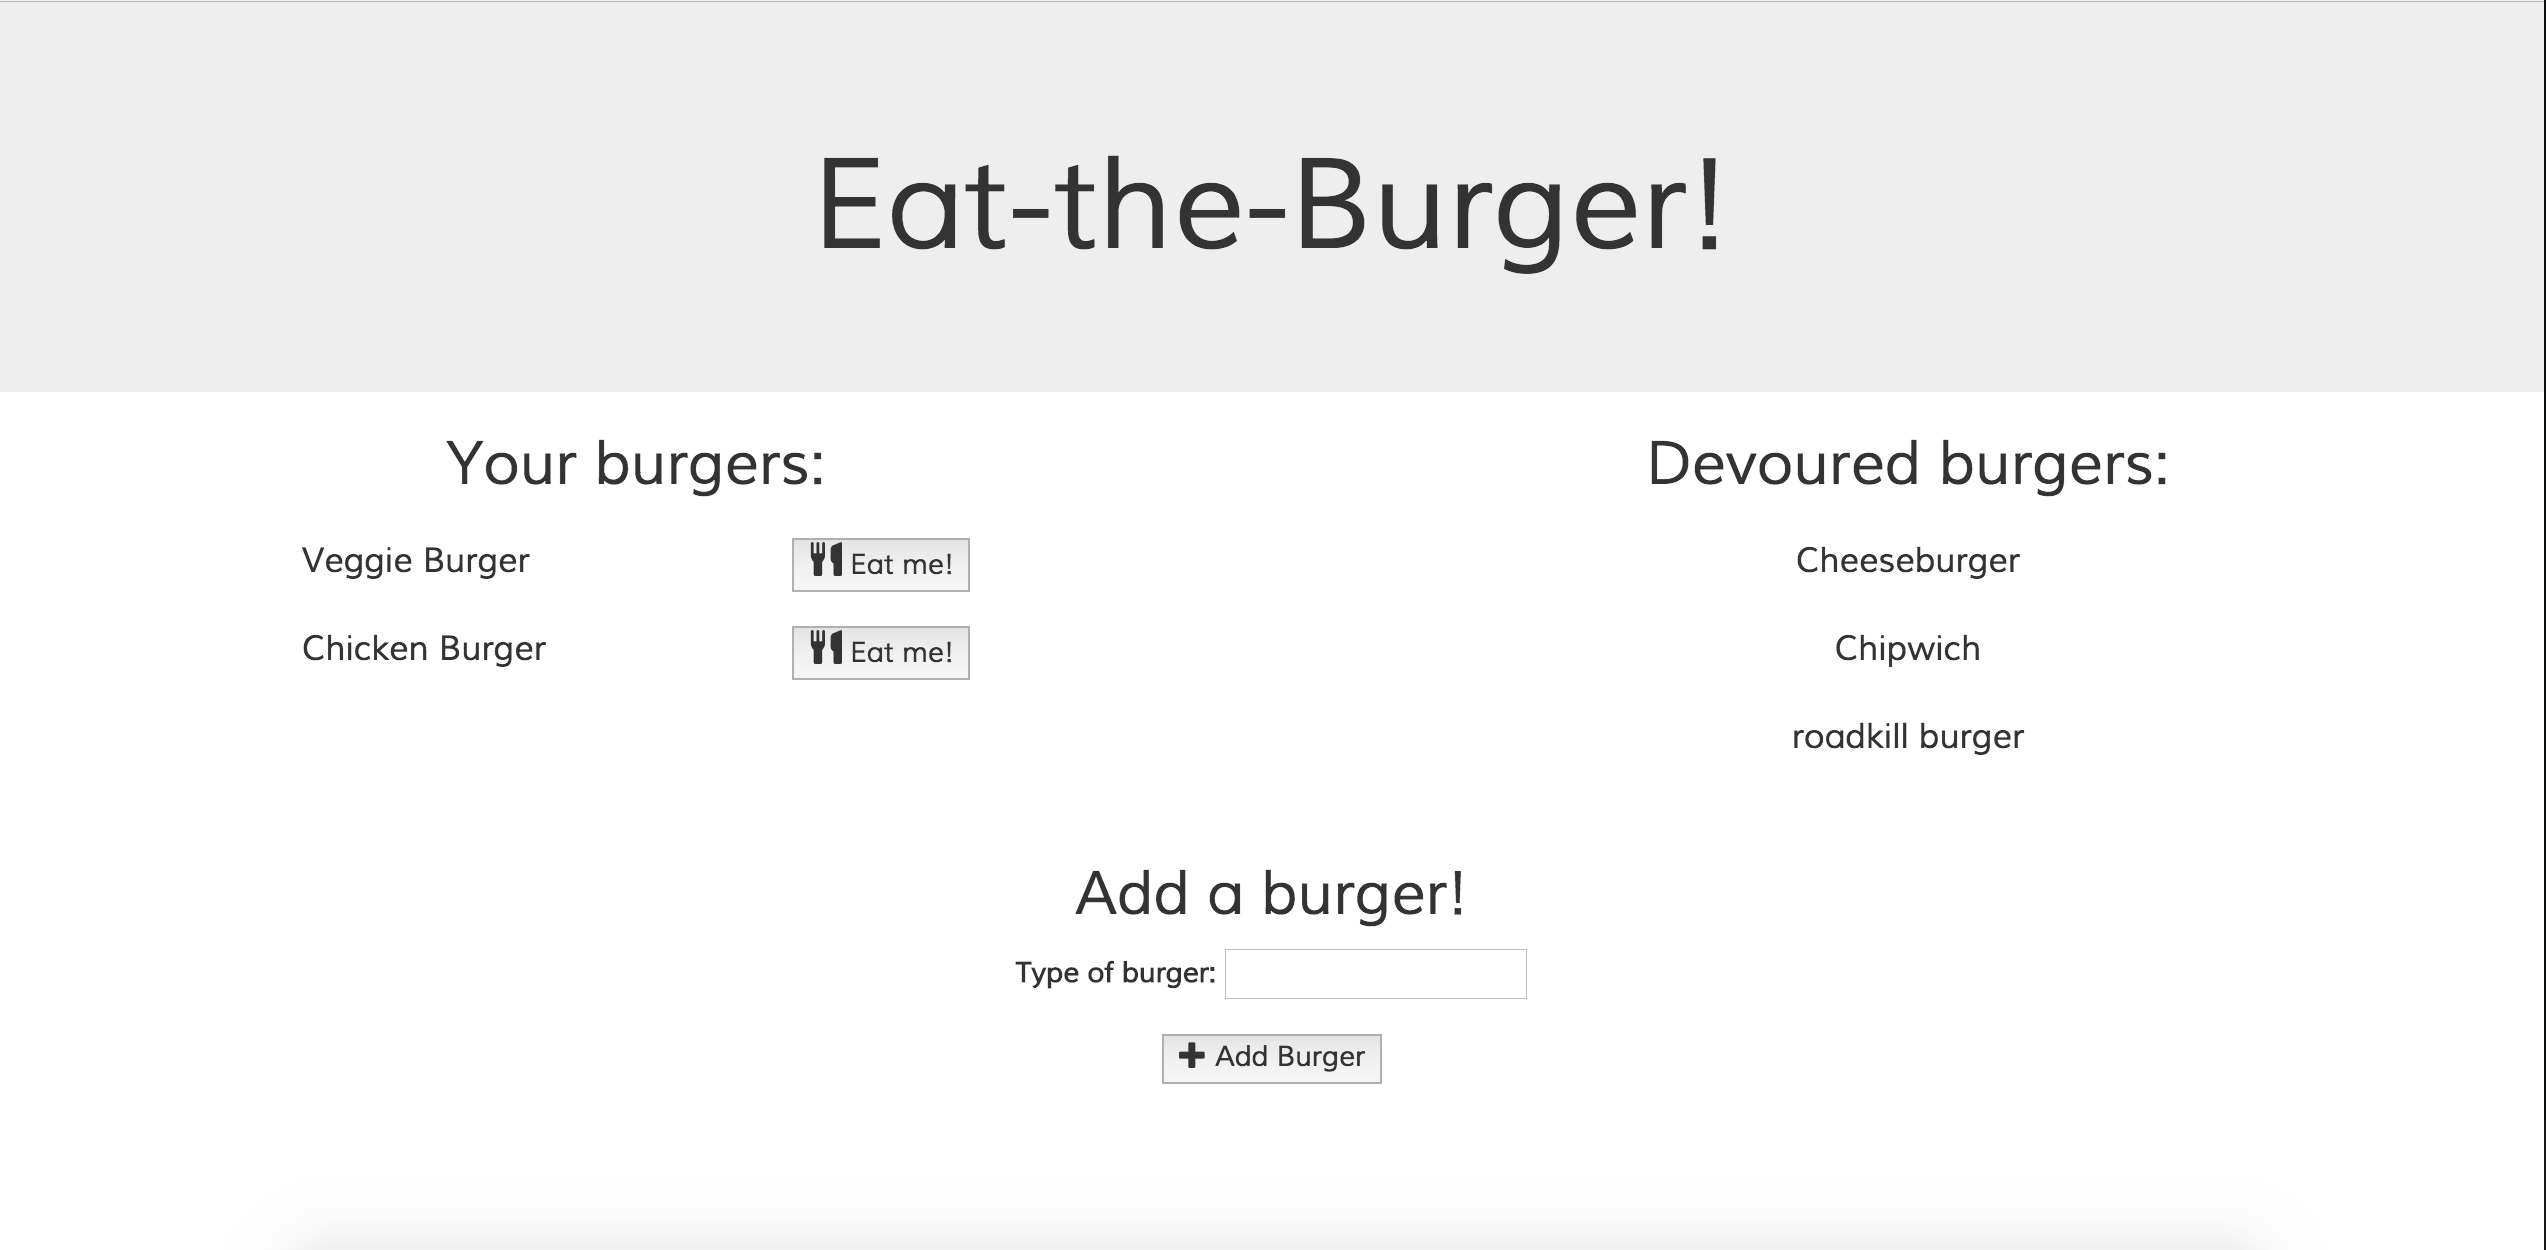 Eat-the-Burger!
Your burgers:
Veggie Burger
Eat me!
Chicken Burger
Eat me!
Devoured burgers:
Cheeseburger
Chipwich
roadkill burger
Add a burger!
Type of burger:
Add Burger